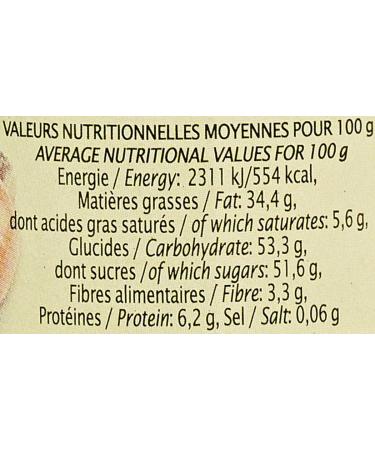 VALEURS NUTRITIONNELLES MOYENNES POUR 100 g
AVERAGE NUTRITIONAL VALUES FOR 100 g
Energie / Energy: 2311 kJ/554 kcal,
Matières grasses / Fat: 34,4 g,
dont acides gras saturés / of which saturates: 5,6 g,
Glucides / Carbohydrate: 53,3 g,
dont sucres /of which sugars: 51,6 g,
Fibres alimentaires / Fibre: 3,3 g,
Protéines / Protein: 6,2 g, Sel / Salt: 0,06 g